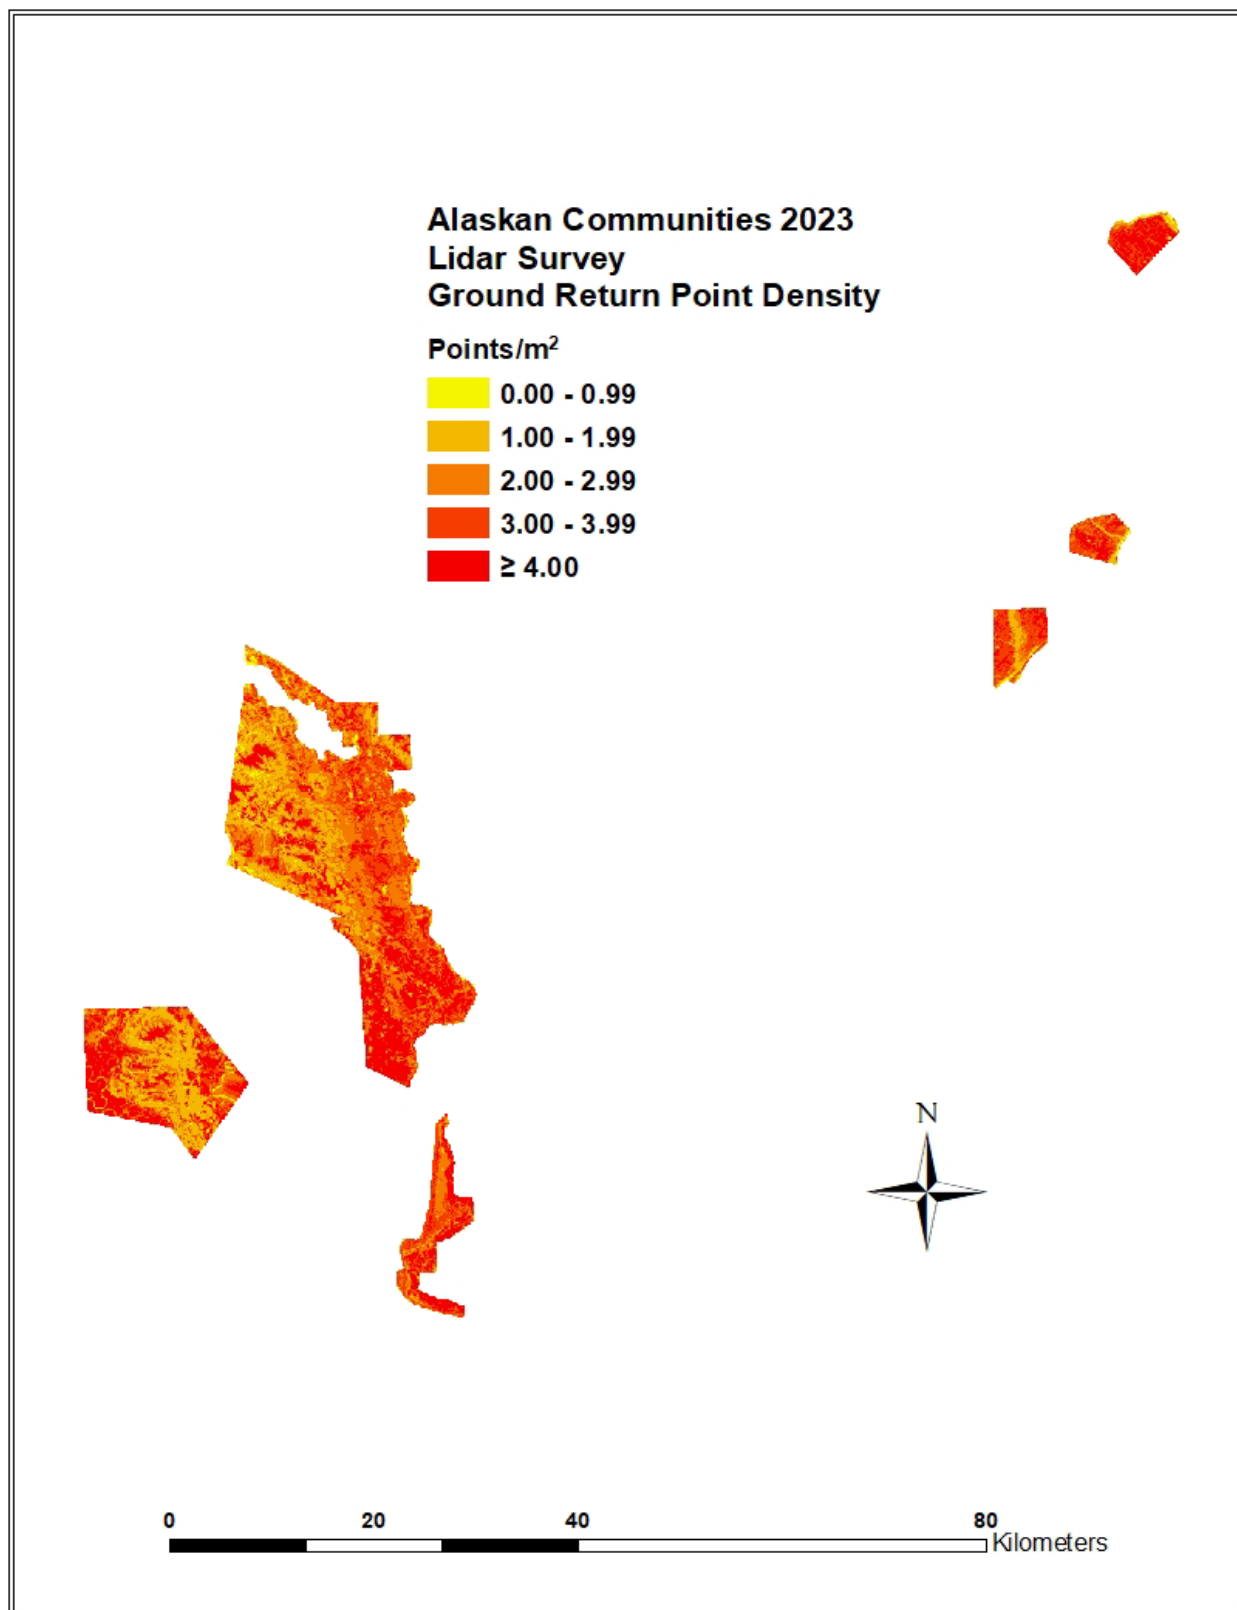 Alaskan Communities 2023
Lidar Survey
Ground Return Point Density
Points/m²
0.00 - 0.99
1.00 - 1.99
2.00 - 2.99
3.00 - 3.99
≥ 4.00
N
0 20 40 80
Kilometers